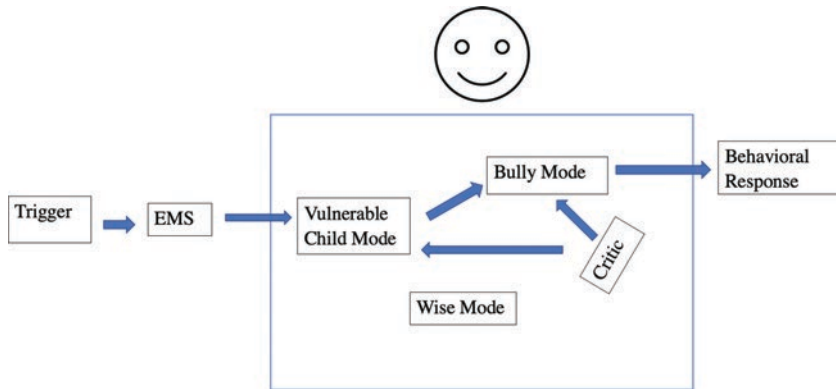 Bully Mode
Behavioral
Response
Trigger
EMS
Vulnerable
Child Mode
Critic
Wise Mode